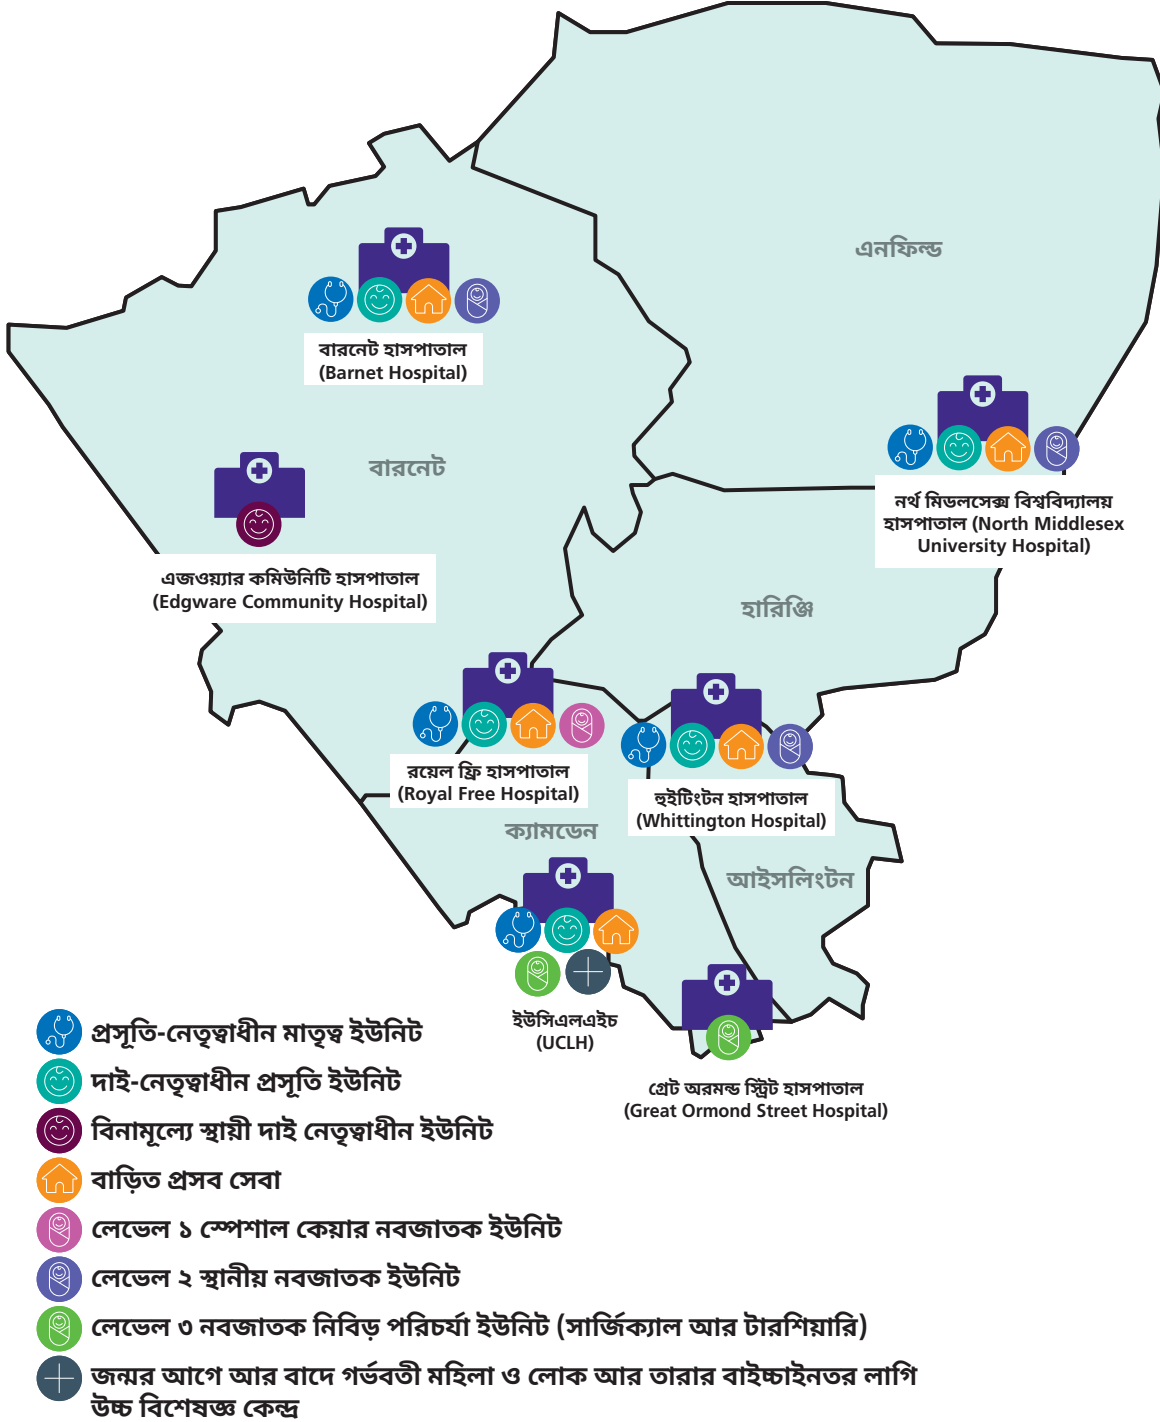 এনফিল্ড
বারনেট হাসপাতাল
(Barnet Hospital)
বারনেট
নর্থ মিডলসেক্স বিশ্ববিদ্যালয়
হাসপাতাল (North Middlesex
University Hospital)
এজওয়্যার কমিউনিটি হাসপাতাল
(Edgware Community Hospital)
হারিঞ্জি
রয়েল ফ্রি হাসপাতাল
(Royal Free Hospital)
হুইটিংটন হাসপাতাল
(Whittington Hospital)
ক্যামডেন
আইসলিংটন
ইউসিএলএইচ
(UCLH)
গ্রেট অরমন্ড স্ট্রিট হাসপাতাল
(Great Ormond Street Hospital)
প্রসূতি-নেতৃত্বাধীন মাতৃত্ব ইউনিট
দাই-নেতৃত্বাধীন প্রসূতি ইউনিট
বিনামূল্যে স্থায়ী দাই নেতৃত্বাধীন ইউনিট
বাড়িত প্রসব সেবা
লেভেল ১ স্পেশাল কেয়ার নবজাতক ইউনিট
লেভেল ২ স্থানীয় নবজাতক ইউনিট
লেভেল ৩ নবজাতক নিবিড় পরিচর্যা ইউনিট (সার্জিক্যাল আর টারশিয়ারি)
জন্মর আগে আর বাদে গর্ভবতী মহিলা ও লোক আর তারার বাইচ্চাইনতর লাগি
উচ্চ বিশেষজ্ঞ কেন্দ্র